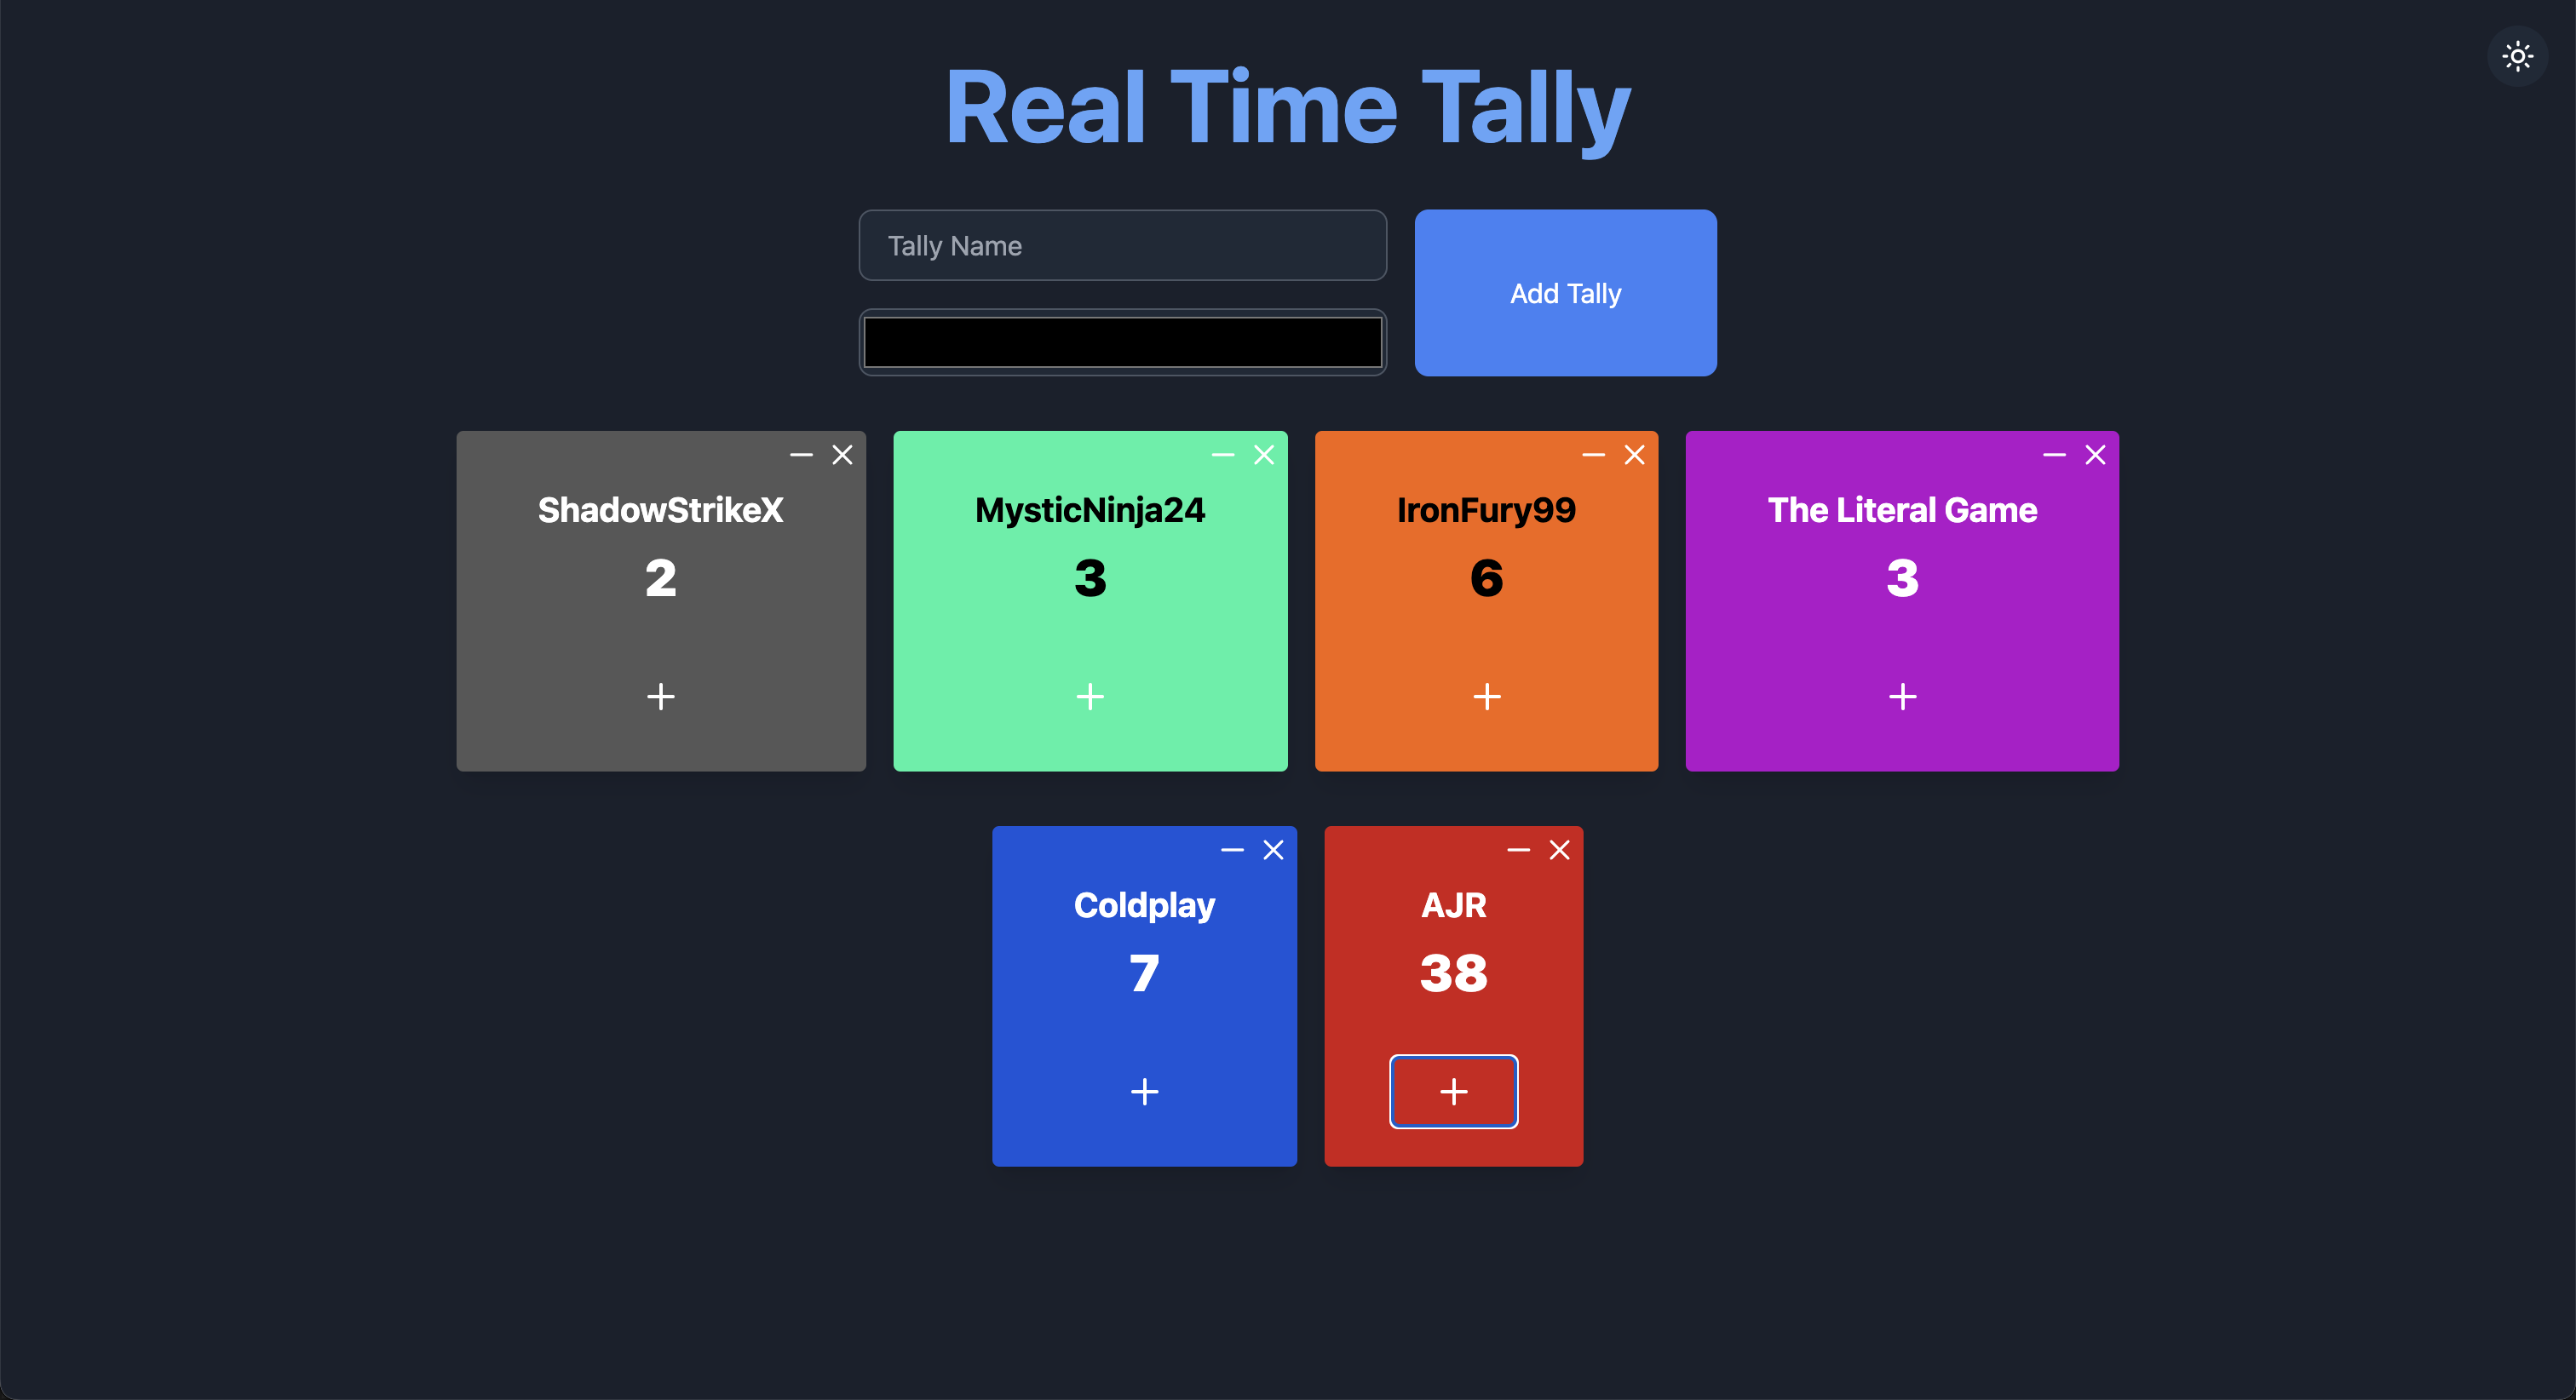 Real Time Tally
Tally Name
Add Tally
ShadowStrikeX
2
MysticNinja24
3
IronFury99
6
The Literal Game
3
Coldplay
7
AJR
38